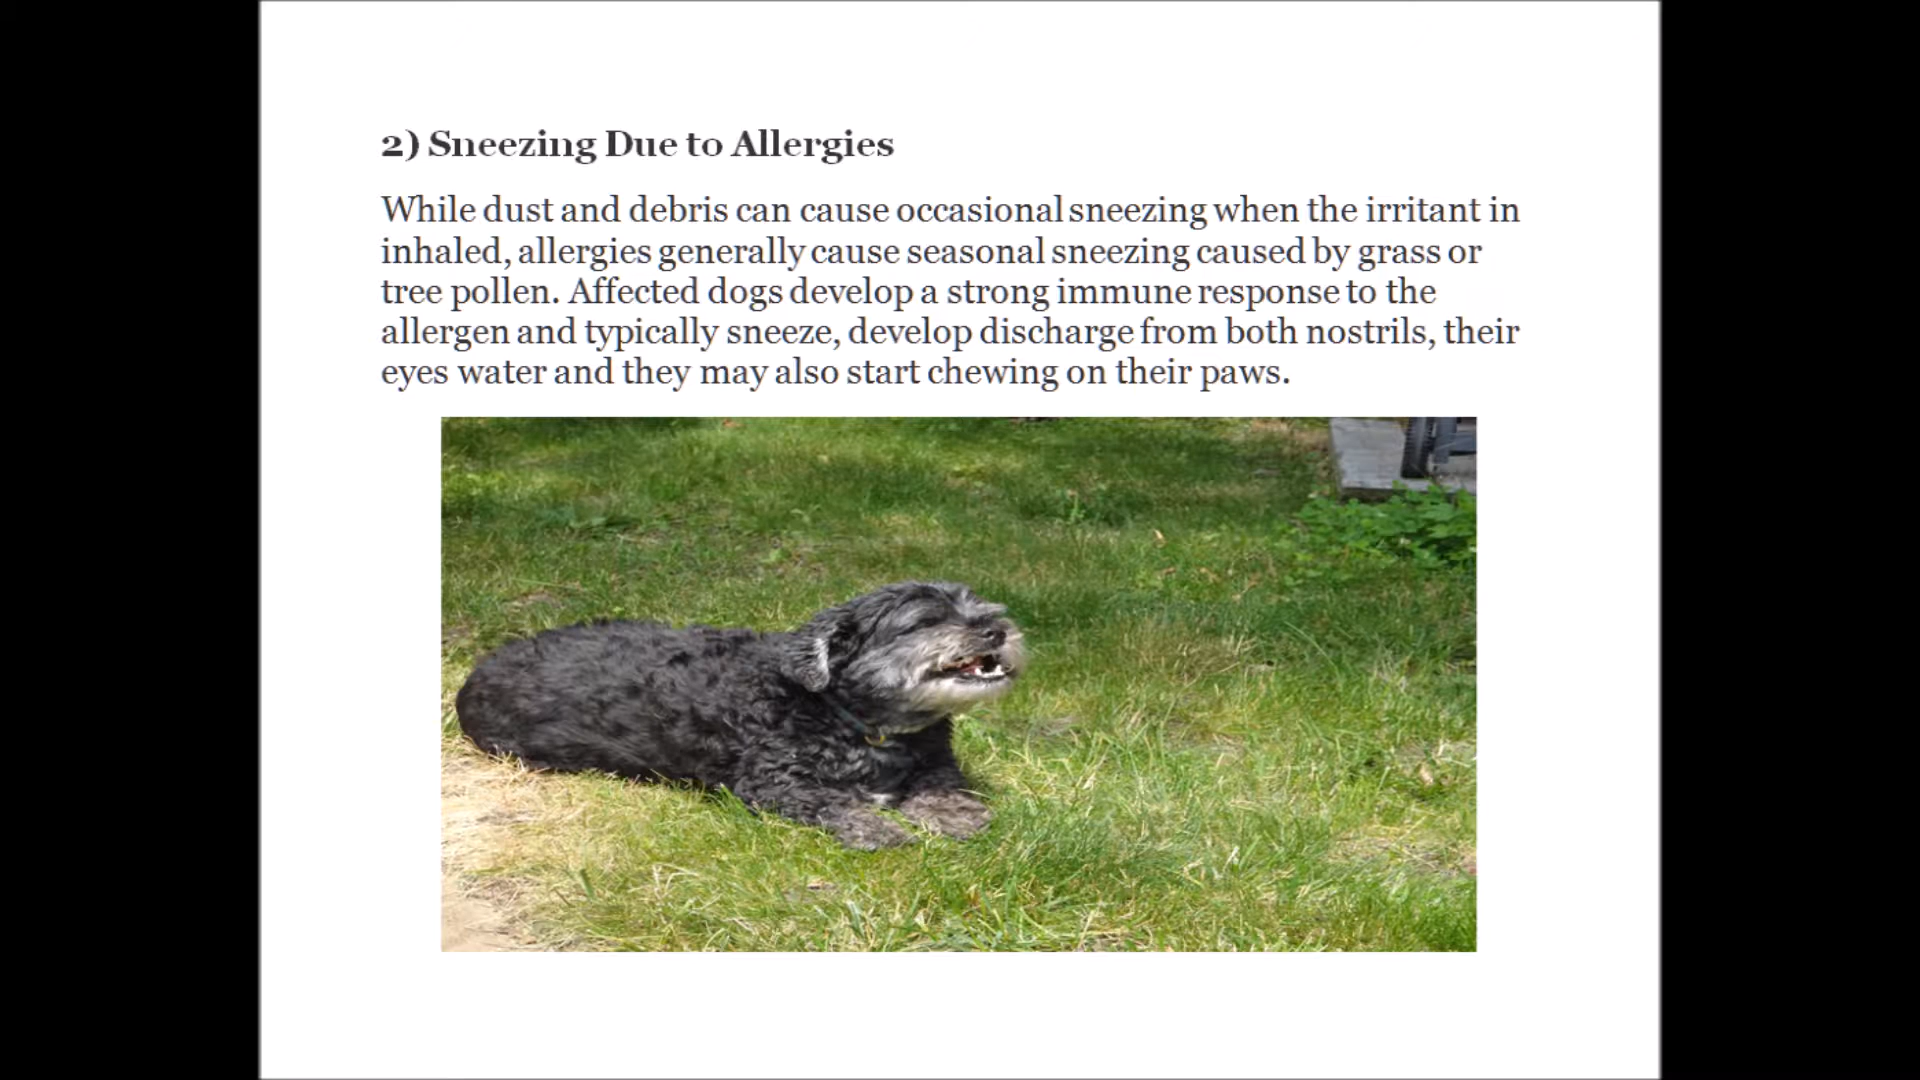 2) Sneezing Due to Allergies
While dust and debris can cause occasional sneezing when the irritant in
inhaled, allergies generally cause seasonal sneezing caused by grass or
tree pollen. Affected dogs develop a strong immune response to the
allergen and typically sneeze, develop discharge from both nostrils, their
eyes water and they may also start chewing on their paws.